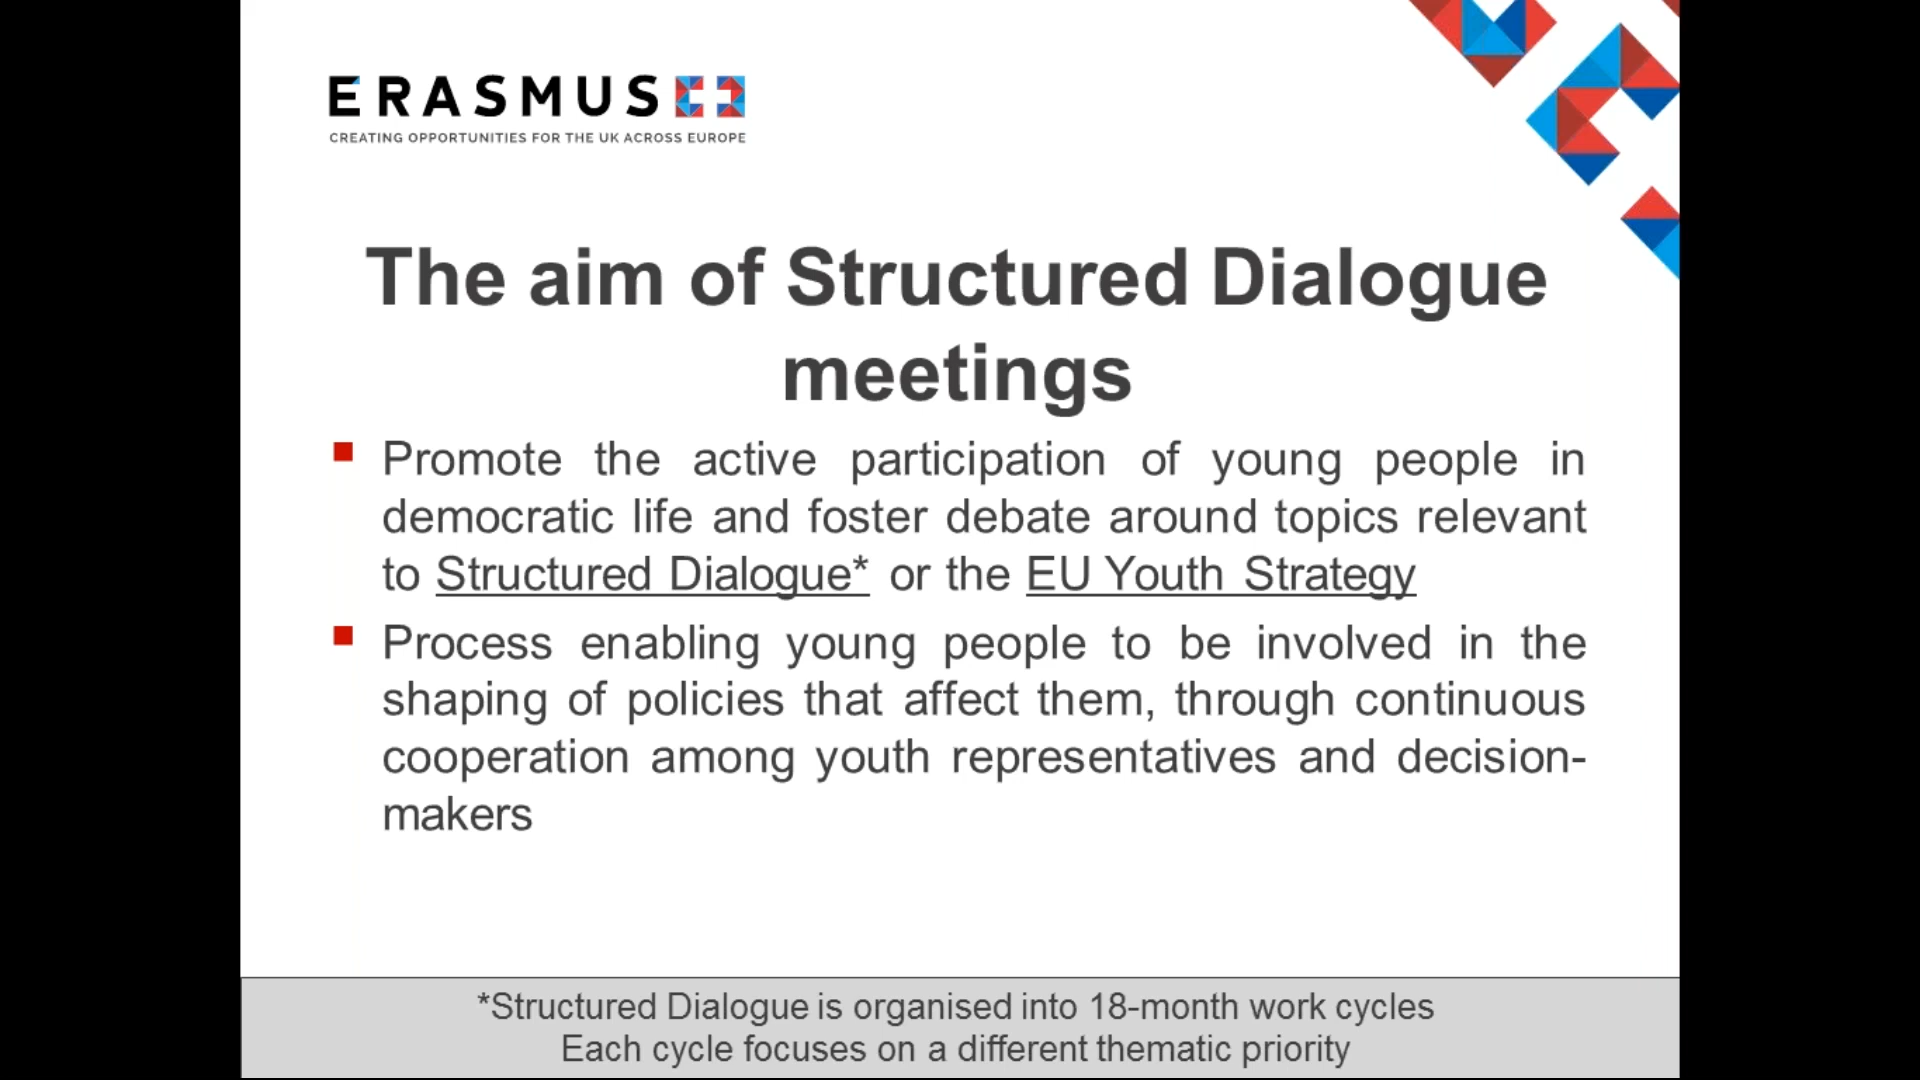 ERASMUS
CREATING OPPORTUNITIES FOR THE UK ACROSS EUROPE
The aim of Structured Dialogue
meetings
Promote the active participation of young people in
democratic life and foster debate around topics relevant
to Structured Dialogue* or the EU Youth Strategy
Process enabling young people to be involved in the
shaping of policies that affect them, through continuous
cooperation among youth representatives and decision-
makers
*Structured Dialogue is organised into 18-month work cycles
Each cycle focuses on a different thematic priority